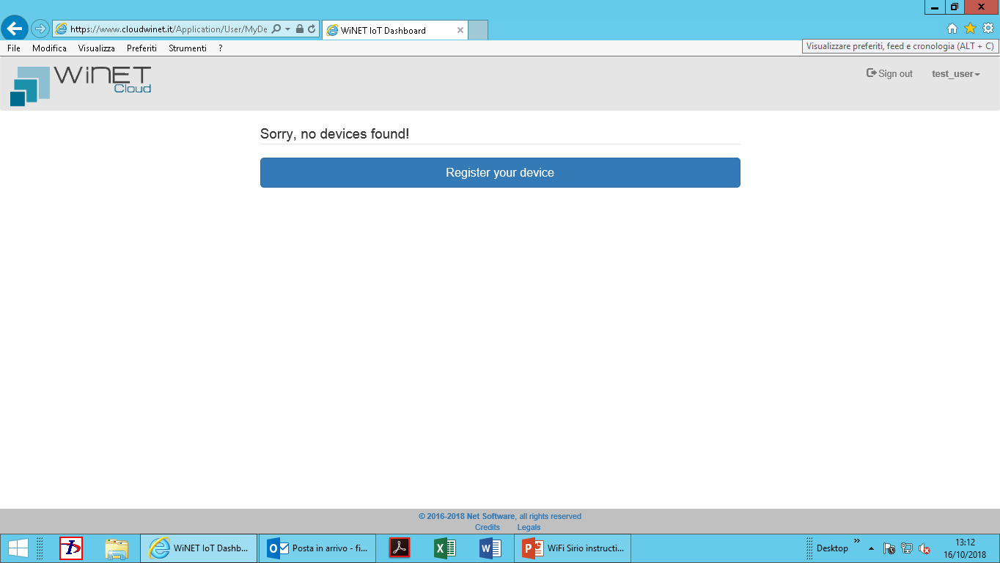 https://www.cloudwinet.it/Application/User/MyDe
WiNET IoT Dashboard
File Modifica Visualizza Preferiti Strumenti ?
Visualizzare preferiti, feed e cronologia (ALT + C)
WiNET
Cloud
Sign out test_user
Sorry, no devices found!
Register your device
© 2016-2018 Net Software, all rights reserved
Credits Legals
WiNET IoT Dashb...
Posta in arrivo - fi...
WiFi Sirio instructi...
Desktop
13:12
16/10/2018